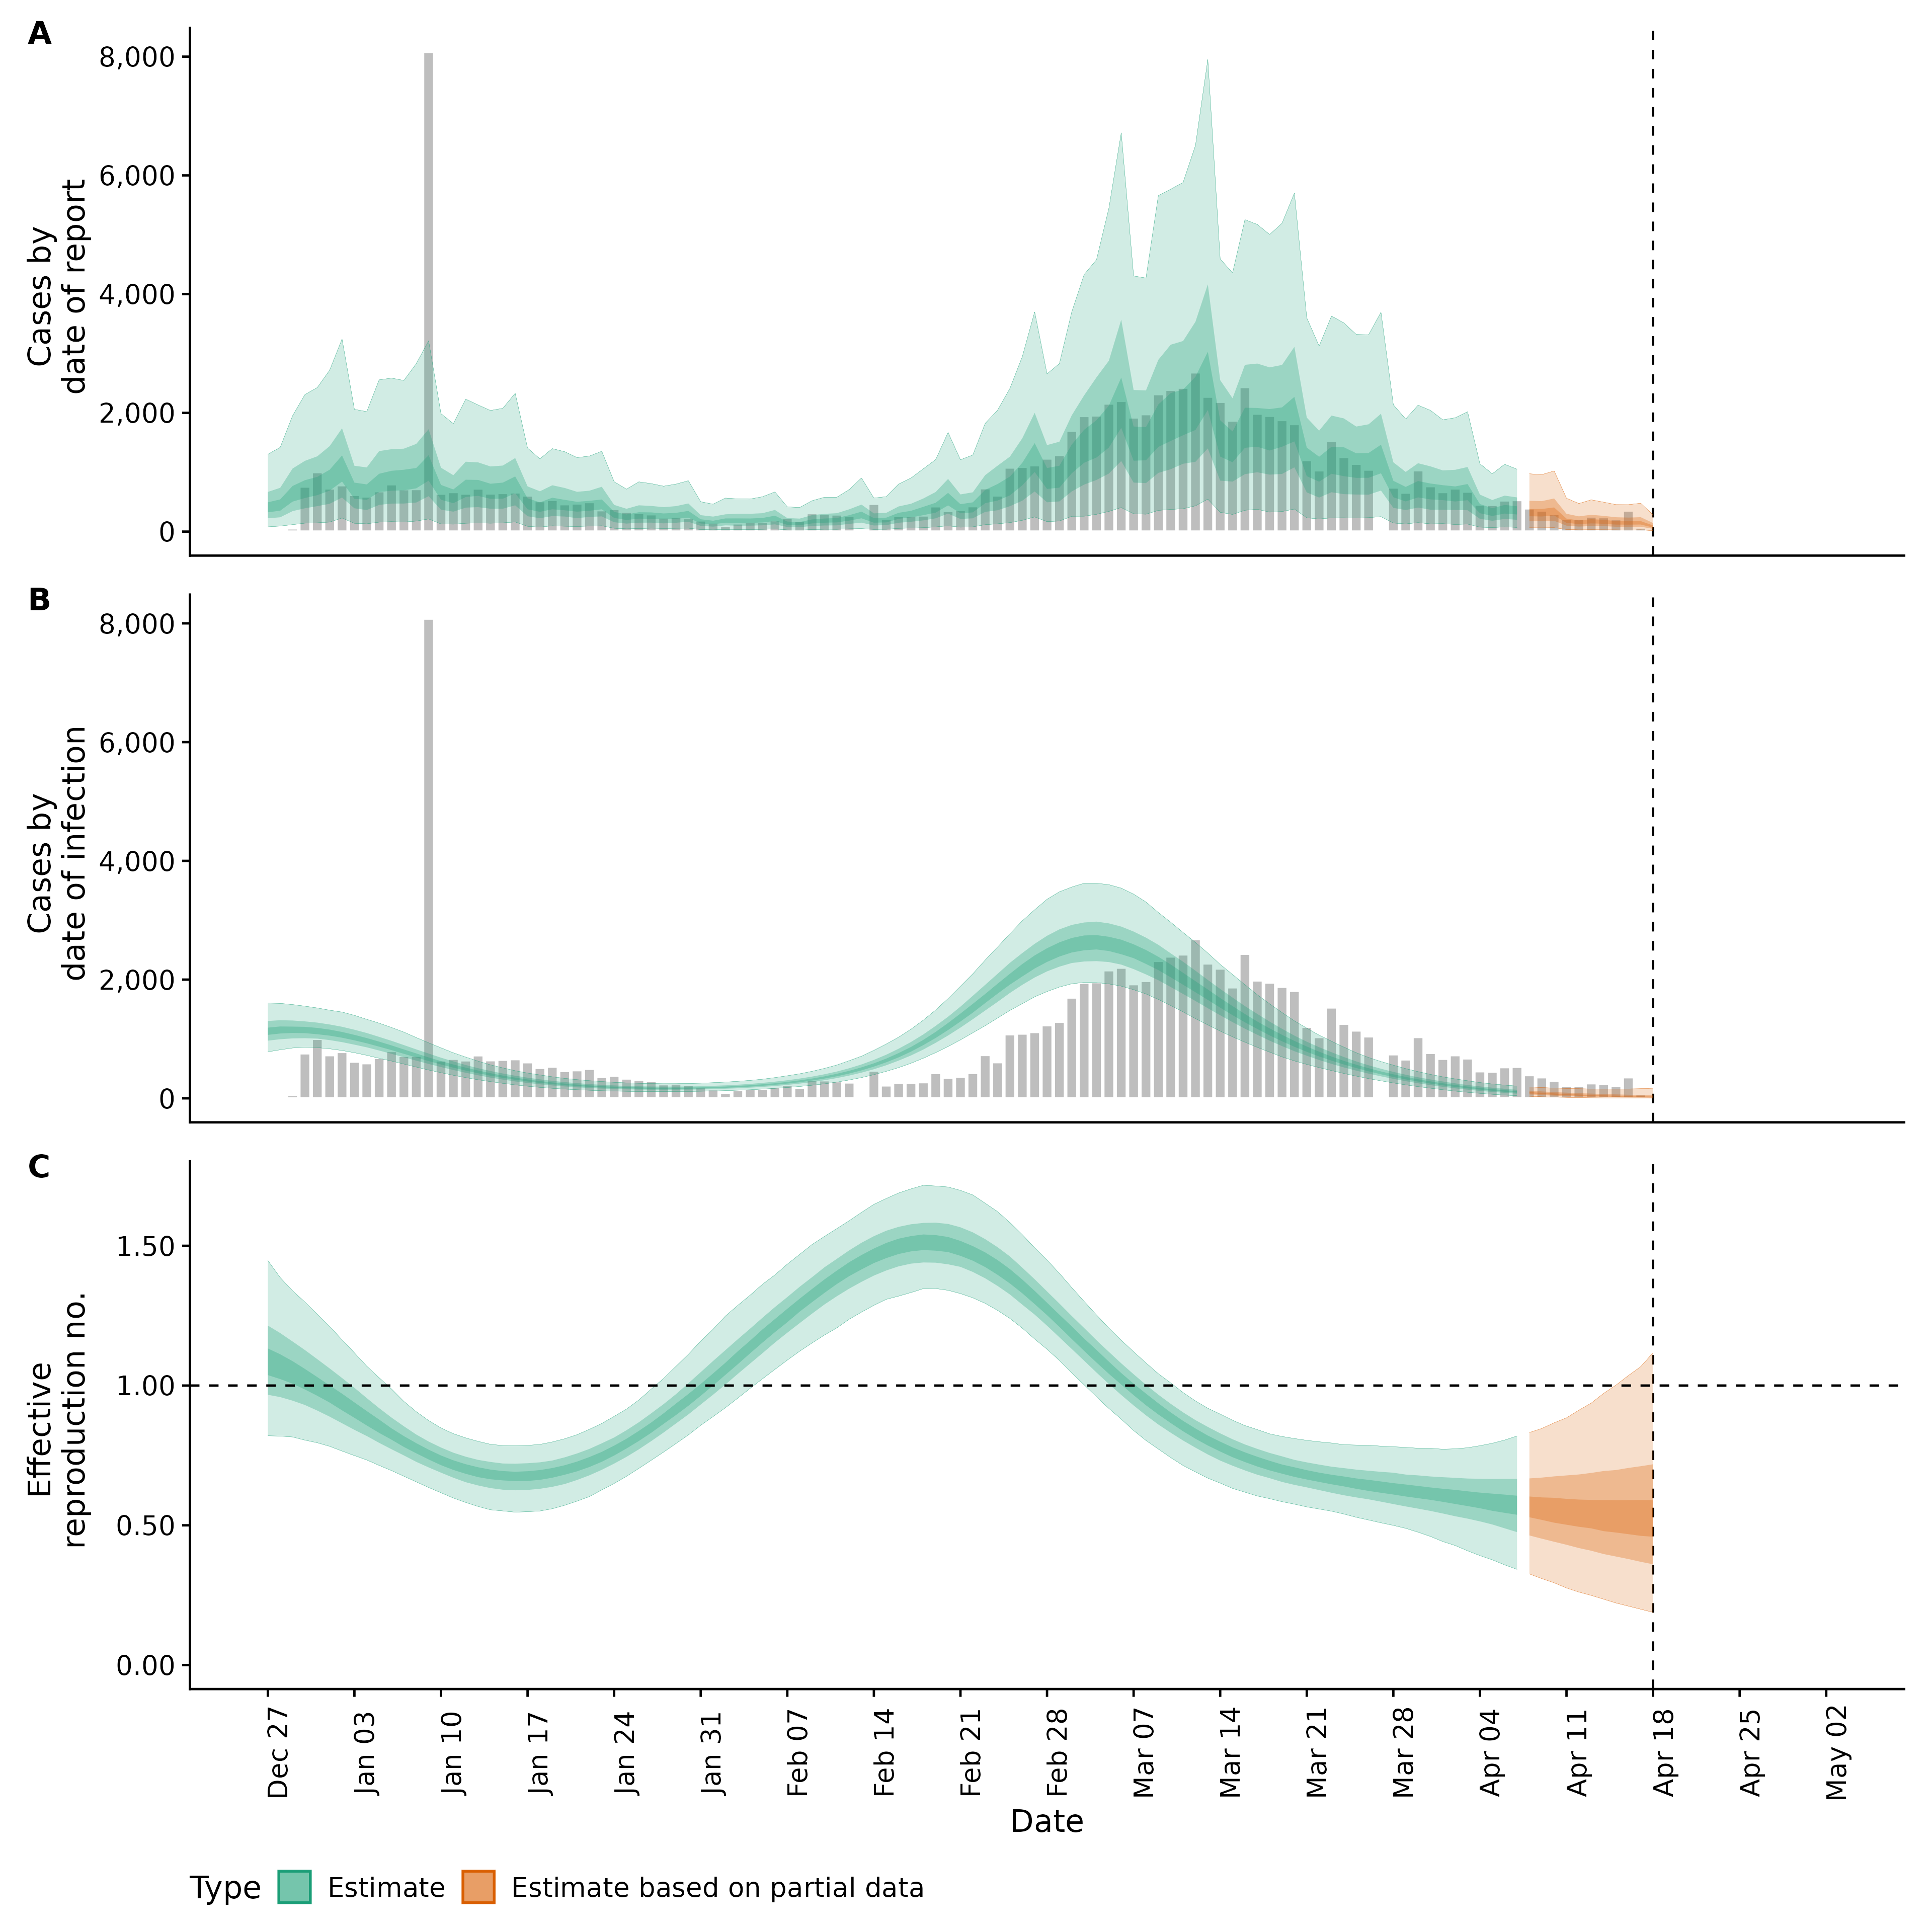 A
8,000
6,000
4,000
2,000
0
Cases by
date of report
B
8,000
6,000
4,000
2,000
0
Cases by
date of infection
C
1.50
1.00
0.50
0.00
Effective
reproduction no.
Dec 27
Jan 03
Jan 10
Jan 17
Jan 24
Jan 31
Feb 07
Feb 14
Feb 21
Feb 28
Mar 07
Mar 14
Mar 21
Mar 28
Apr 04
Apr 11
Apr 18
Apr 25
May 02
Date
Type Estimate Estimate based on partial data